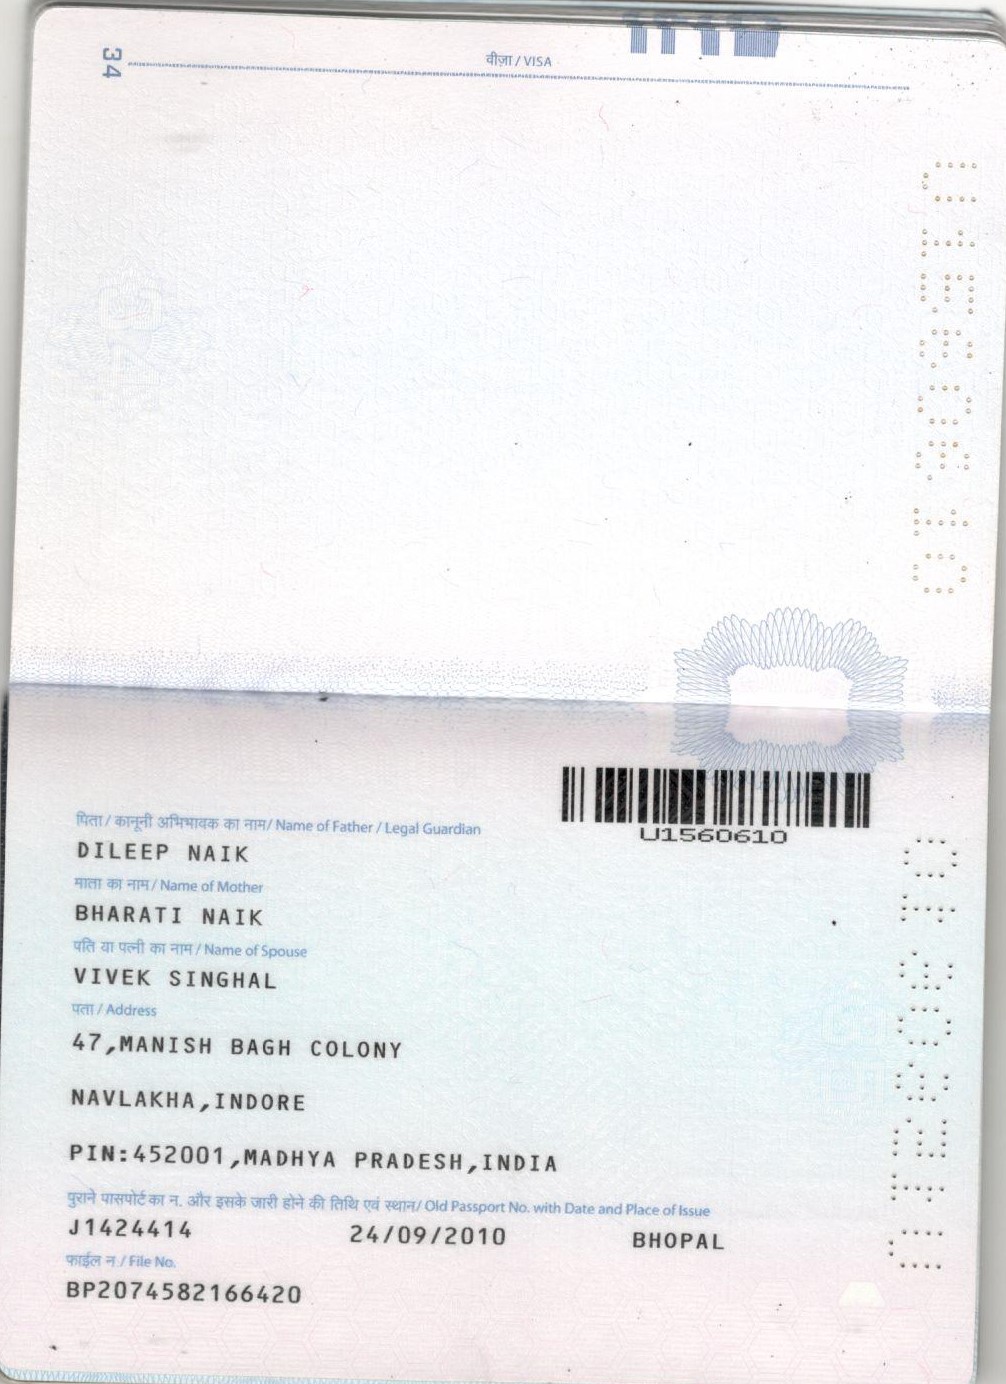 34
वीज़ा / VISA
U1560610
पिता / कानूनी अभिभावक का नाम/ Name of Father / Legal Guardian
DILEEP NAIK
माता का नाम / Name of Mother
BHARATI NAIK
पति या पत्नी का नाम / Name of Spouse
VIVEK SINGHAL
पता / Address
47,MANISH BAGH COLONY
NAVLAKHA,INDORE
PIN:452001,MADHYA PRADESH,INDIA
पुराने पासपोर्ट का न. और इसके जारी होने की तिथि एवं स्थान/ Old Passport No. with Date and Place of Issue
J1424414 24/09/2010 BHOPAL
फाईल न / File No.
BP2074582166420
U1560610
U1560610